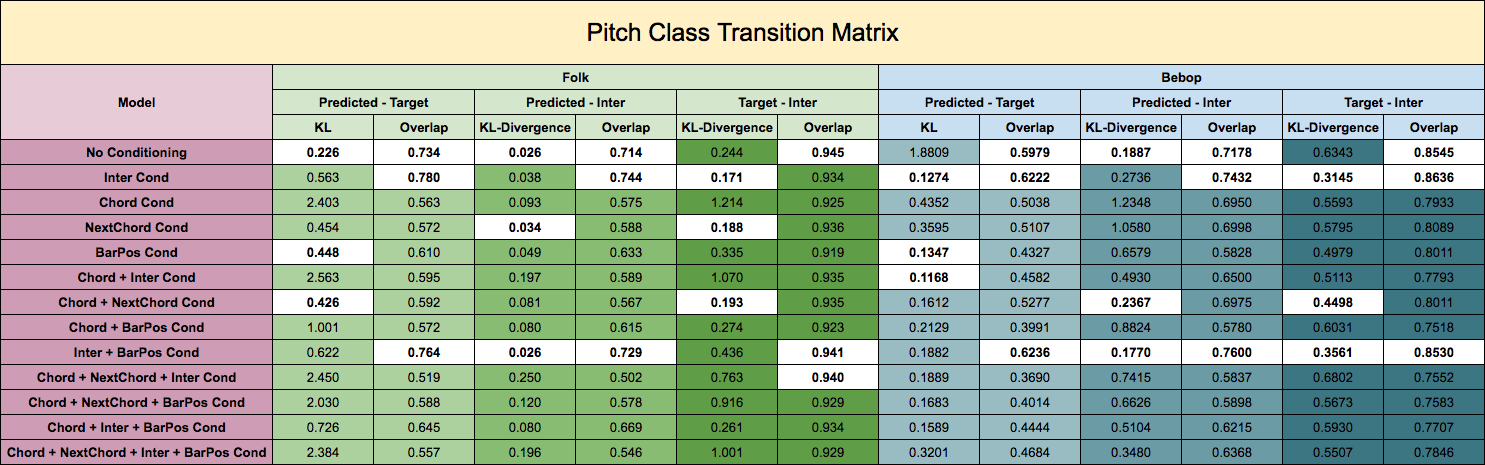 Pitch Class Transition Matrix
Model Folk Bebop
Predicted - Target Predicted - Inter Target - Inter Predicted - Target Predicted - Inter Target - Inter
KL Overlap KL-Divergence Overlap KL-Divergence Overlap KL Overlap KL-Divergence Overlap KL-Divergence Overlap
No Conditioning 0.226 0.734 0.026 0.714 0.244 0.945 1.8809 0.5979 0.1887 0.7178 0.6343 0.8545
Inter Cond 0.563 0.780 0.038 0.744 0.171 0.934 0.1274 0.6222 0.2736 0.7432 0.3145 0.8636
Chord Cond 2.403 0.563 0.093 0.575 1.214 0.925 0.4352 0.5038 1.2348 0.6950 0.5593 0.7933
NextChord Cond 0.454 0.572 0.034 0.588 0.188 0.936 0.3595 0.5107 1.0580 0.6998 0.5795 0.8089
BarPos Cond 0.448 0.610 0.049 0.633 0.335 0.919 0.1347 0.4327 0.6579 0.5828 0.4979 0.8011
Chord + Inter Cond 2.563 0.595 0.197 0.589 1.070 0.935 0.1168 0.4582 0.4930 0.6500 0.5113 0.7793
Chord + NextChord Cond 0.426 0.592 0.081 0.567 0.193 0.935 0.1612 0.5277 0.2367 0.6975 0.4498 0.8011
Chord + BarPos Cond 1.001 0.572 0.080 0.615 0.274 0.923 0.2129 0.3991 0.8824 0.5780 0.6031 0.7518
Inter + BarPos Cond 0.622 0.764 0.026 0.729 0.436 0.941 0.1882 0.6236 0.1770 0.7600 0.3561 0.8530
Chord + NextChord + Inter Cond 2.450 0.519 0.250 0.502 0.763 0.940 0.1889 0.3690 0.7415 0.5837 0.6802 0.7552
Chord + NextChord + BarPos Cond 2.030 0.588 0.120 0.578 0.916 0.929 0.1683 0.4014 0.6626 0.5898 0.5673 0.7583
Chord + Inter + BarPos Cond 0.726 0.645 0.080 0.669 0.261 0.934 0.1589 0.4444 0.5104 0.6215 0.5930 0.7707
Chord + NextChord + Inter + BarPos Cond 2.384 0.557 0.196 0.546 1.001 0.929 0.3201 0.4684 0.3480 0.6368 0.5507 0.7846